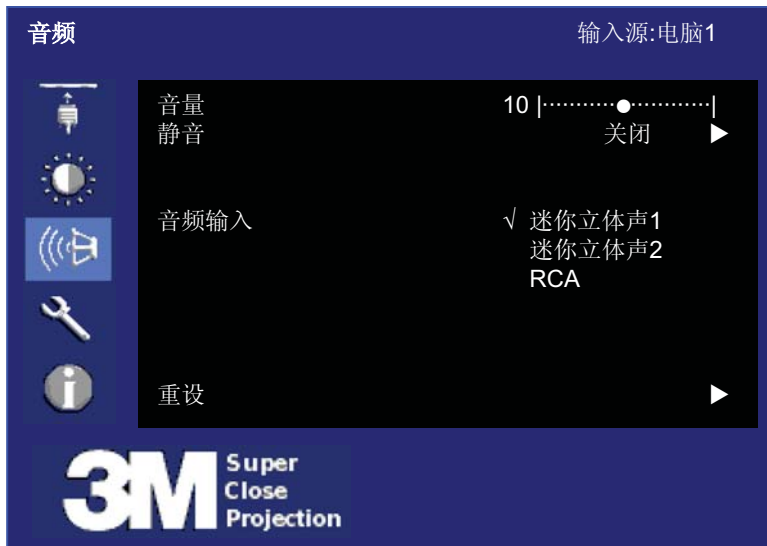 音频 输入源:电脑1
音量 10 |···········●············|
静音 关闭 ▶
音频输入 √ 迷你立体声1
迷你立体声2
RCA
重设 ▶
3M Super
Close
Projection